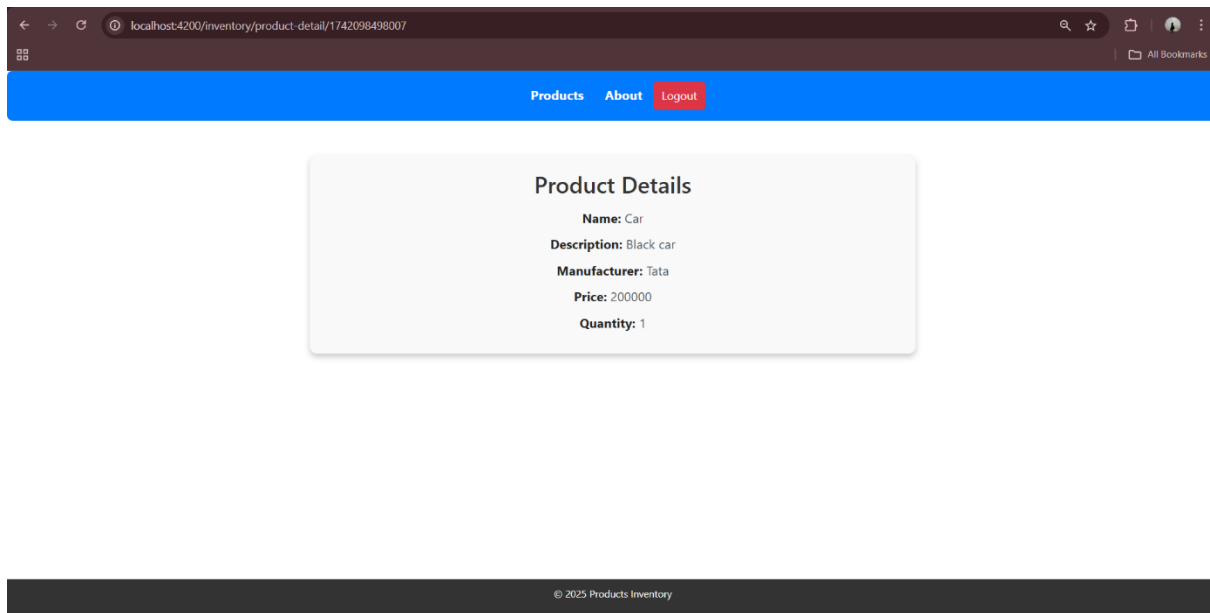 localhost:4200/inventory/product-detail/1742098498007
All Bookmarks
Products About Logout
Product Details
Name: Car
Description: Black car
Manufacturer: Tata
Price: 200000
Quantity: 1
© 2025 Products Inventory